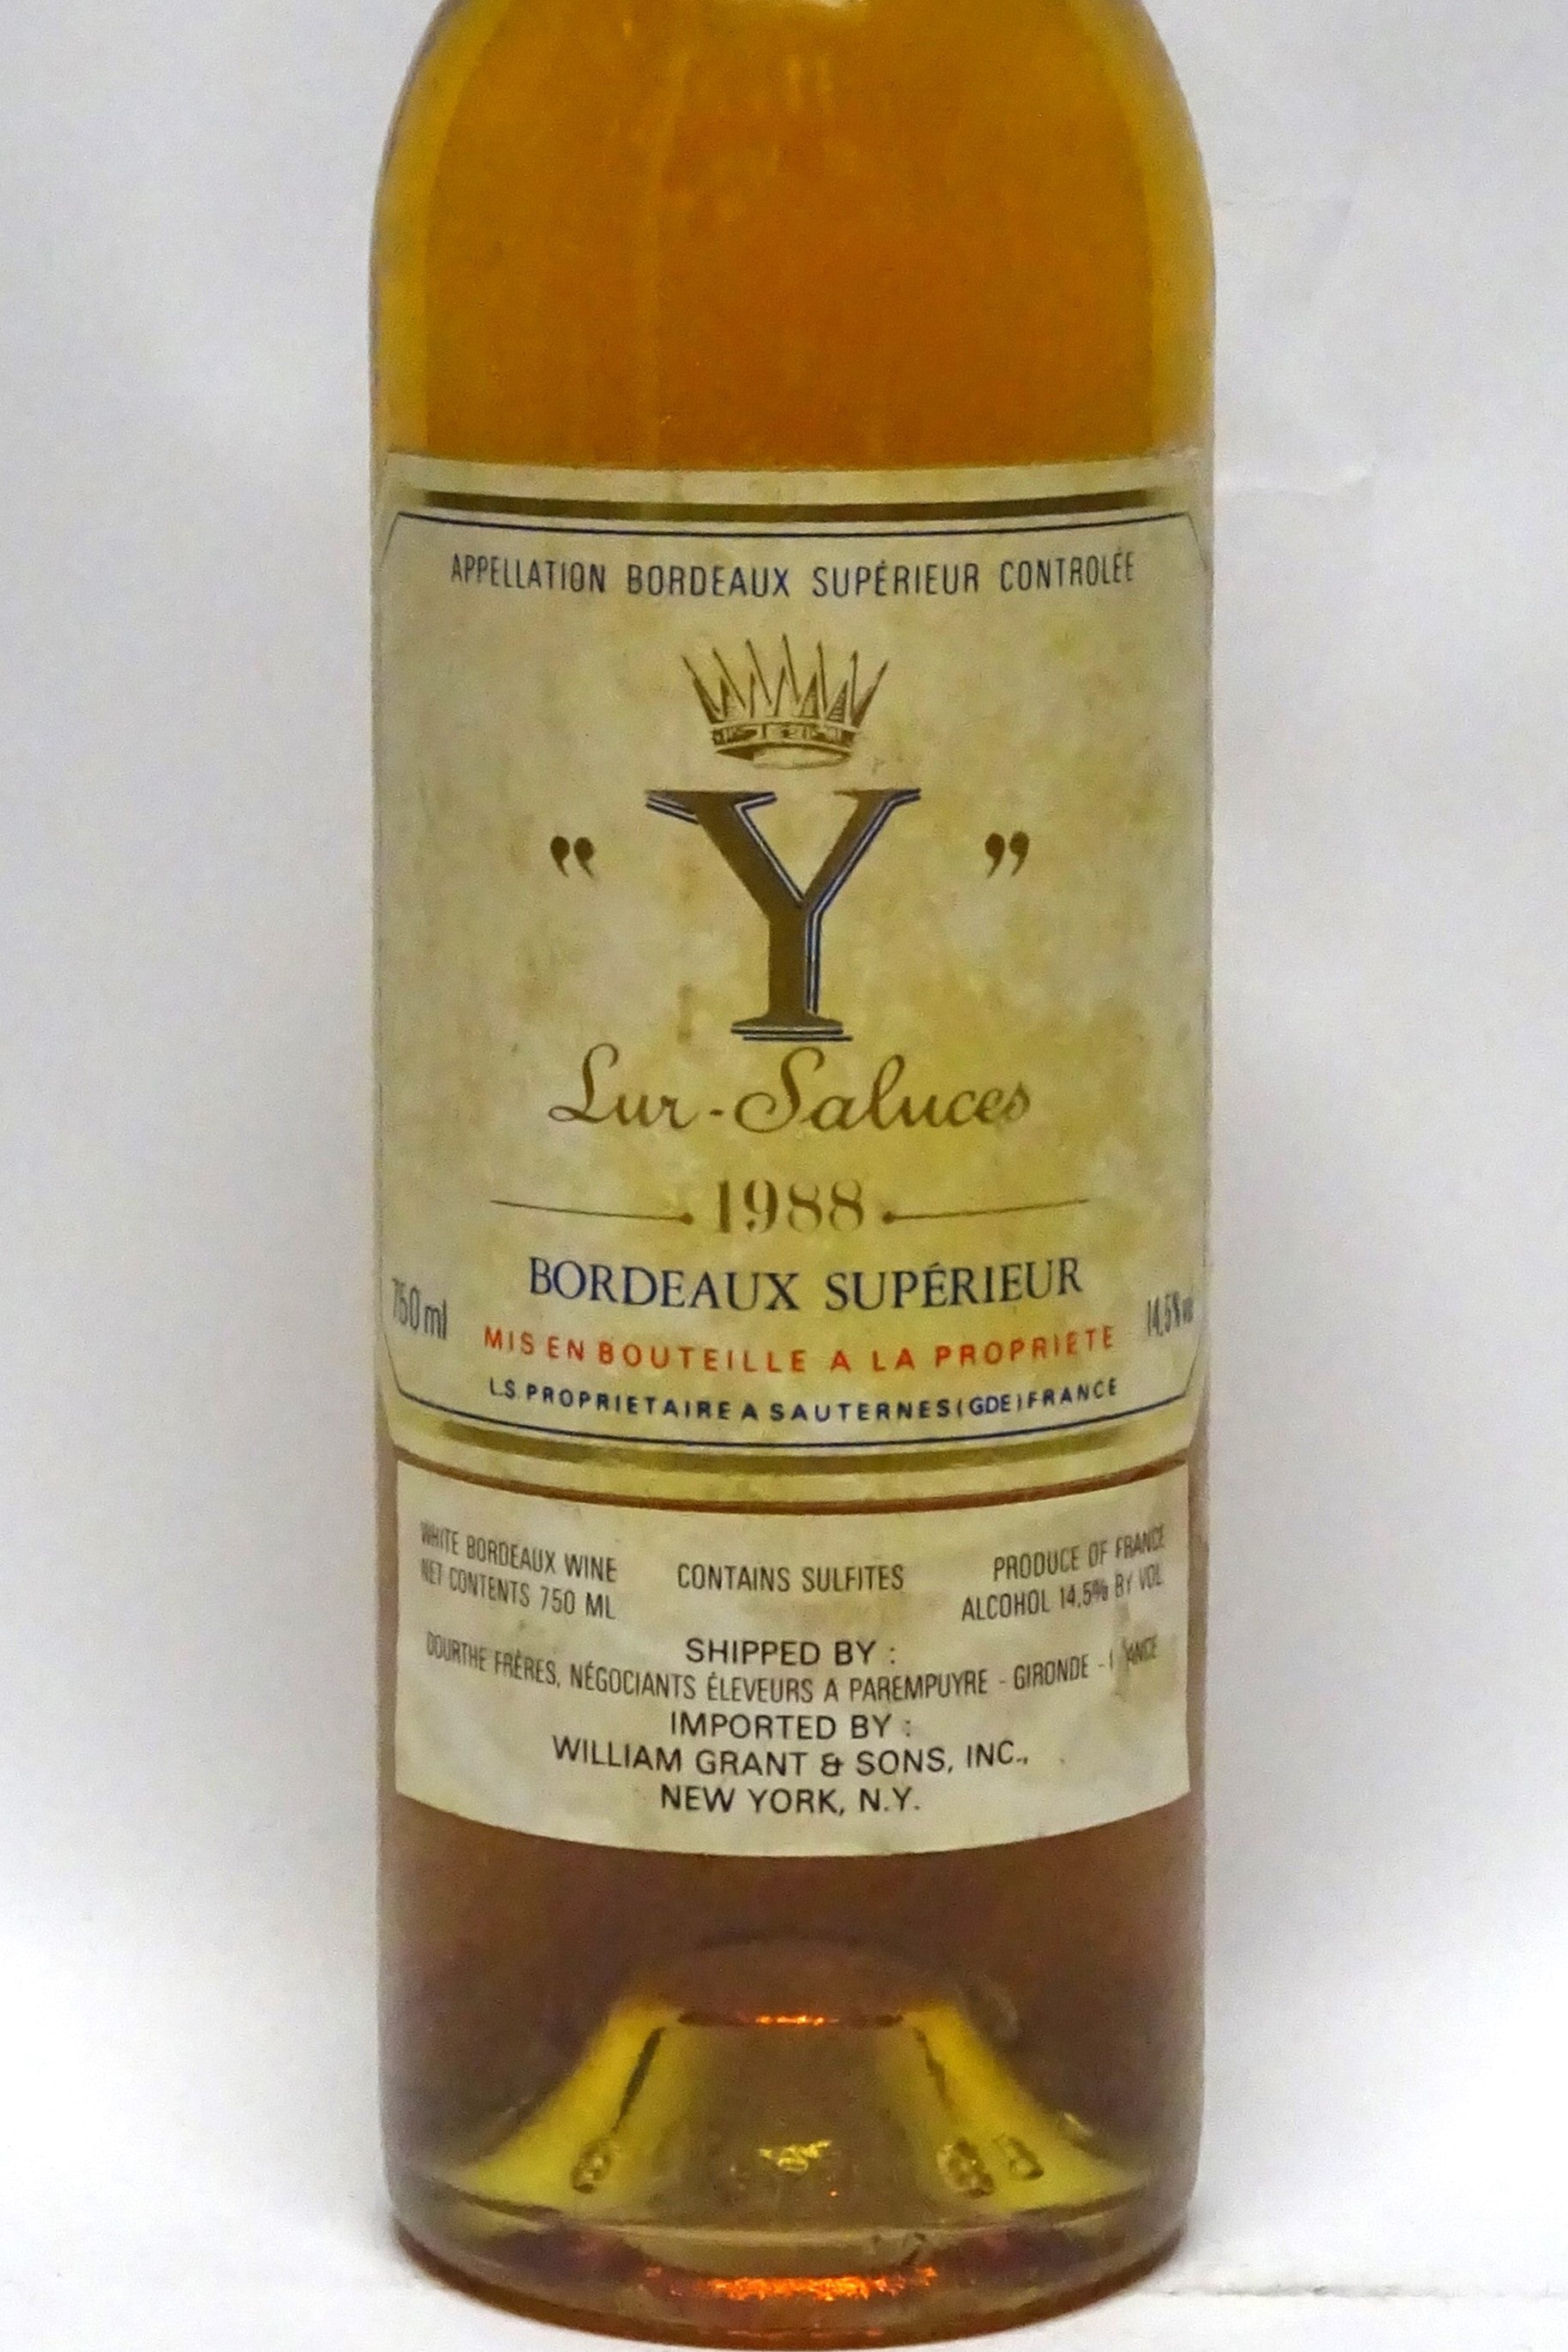 APPELLATION BORDEAUX SUPÉRIEUR CONTROLÉE
" Y "
Lur-Saluces
1988
BORDEAUX SUPÉRIEUR
750 ml 14,5% vol
MIS EN BOUTEILLE A LA PROPRIETE
L.S. PROPRIETAIRE A SAUTERNES (GDE) FRANCE
WHITE BORDEAUX WINE
NET CONTENTS 750 ML
CONTAINS SULFITES
PRODUCE OF FRANCE
ALCOHOL 14,5% BY VOL
SHIPPED BY :
DOURTHE FRÈRES, NÉGOCIANTS ÉLEVEURS A PAREMPUYRE - GIRONDE -
IMPORTED BY :
WILLIAM GRANT & SONS, INC.,
NEW YORK, N.Y.